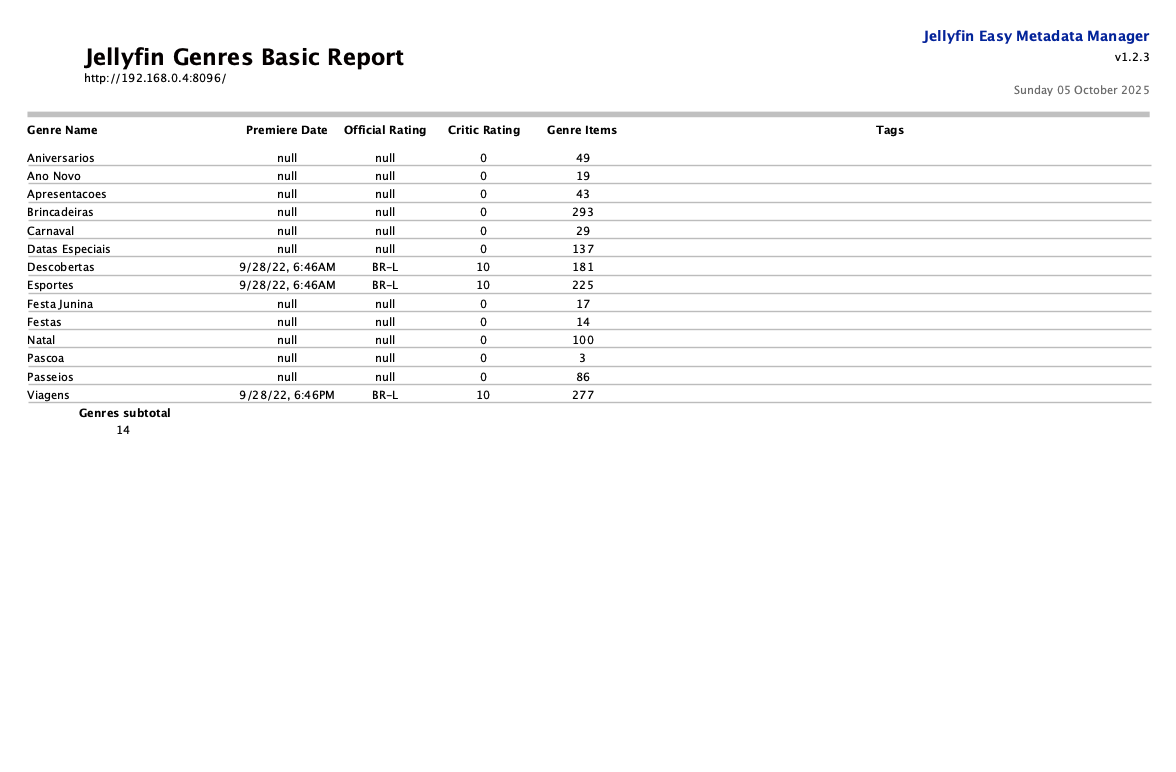 Jellyfin Easy Metadata Manager
Jellyfin Genres Basic Report
v1.2.3
http://192.168.0.4:8096/
Sunday 05 October 2025
Genre Name Premiere Date Official Rating Critic Rating Genre Items Tags
Aniversarios null null 0 49
Ano Novo null null 0 19
Apresentacoes null null 0 43
Brincadeiras null null 0 293
Carnaval null null 0 29
Datas Especiais null null 0 137
Descobertas 9/28/22, 6:46AM BR-L 10 181
Esportes 9/28/22, 6:46AM BR-L 10 225
Festa Junina null null 0 17
Festas null null 0 14
Natal null null 0 100
Pascoa null null 0 3
Passeios null null 0 86
Viagens 9/28/22, 6:46PM BR-L 10 277
Genres subtotal
14